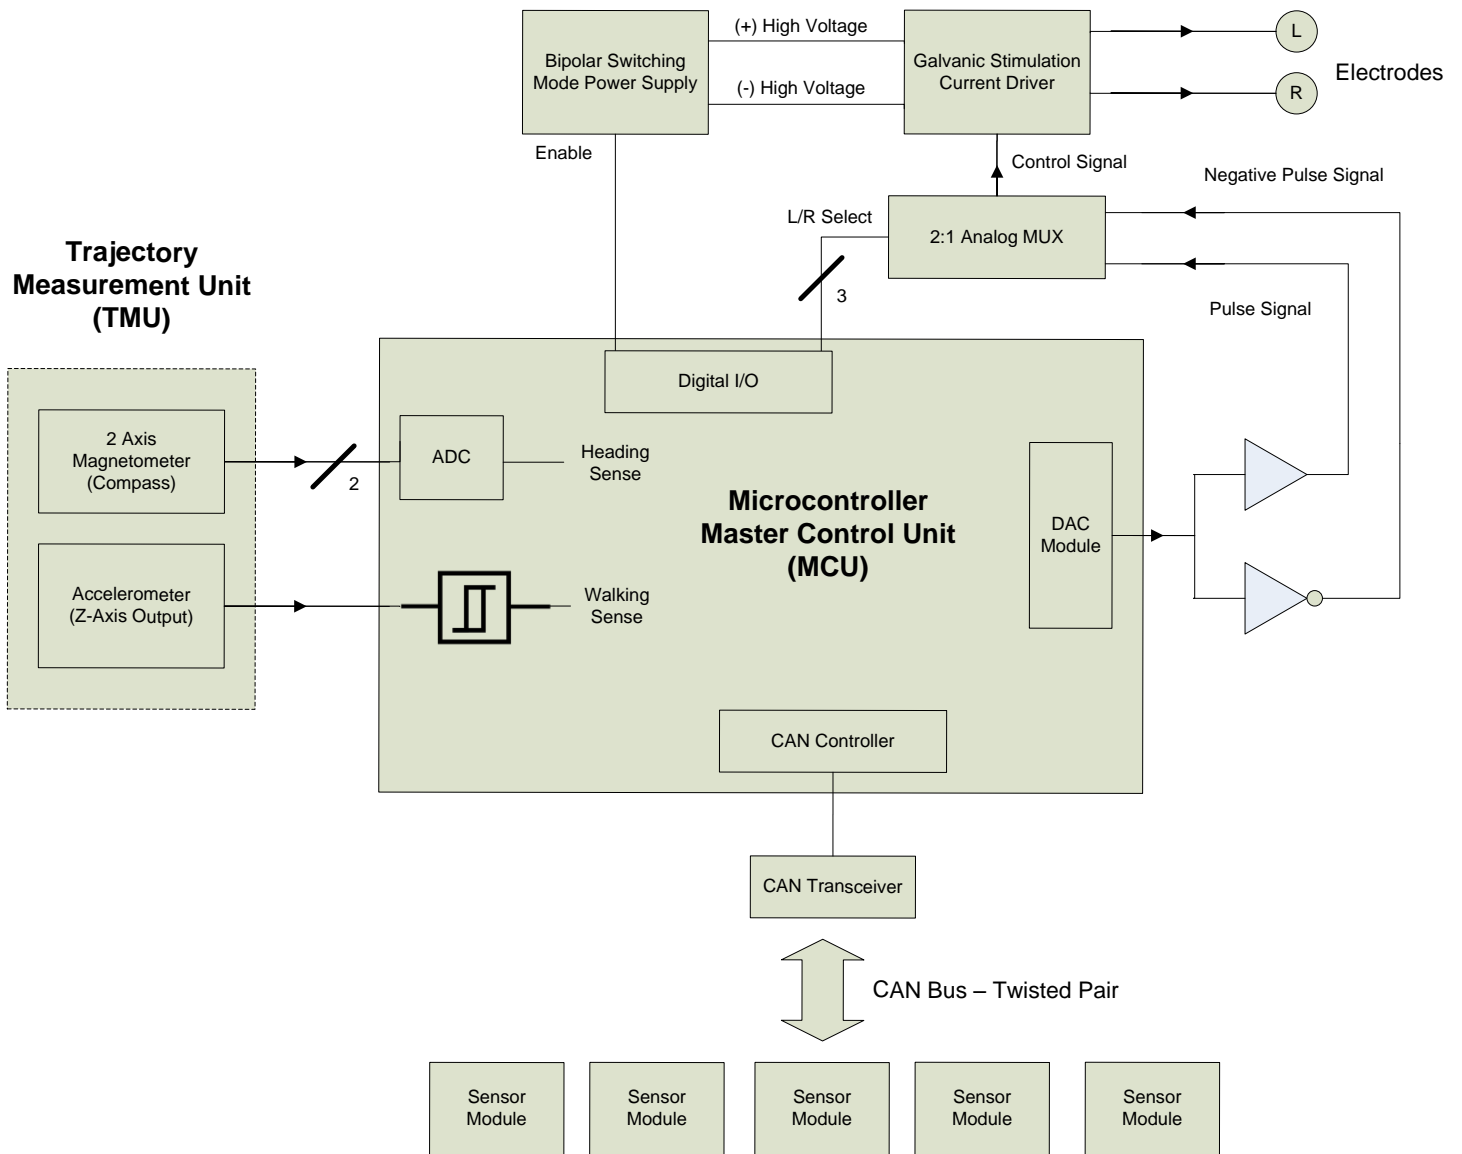 (+) High Voltage
Bipolar Switching
Mode Power Supply
(-) High Voltage
Galvanic Stimulation
Current Driver
L
R
Electrodes
Enable
Control Signal
Negative Pulse Signal
L/R Select
2:1 Analog MUX
3
Pulse Signal
Trajectory
Measurement Unit
(TMU)
Digital I/O
2 Axis
Magnetometer
(Compass)
2
ADC
Heading
Sense
Microcontroller
Master Control Unit
(MCU)
DAC
Module
Accelerometer
(Z-Axis Output)
Walking
Sense
CAN Controller
CAN Transceiver
CAN Bus – Twisted Pair
Sensor
Module
Sensor
Module
Sensor
Module
Sensor
Module
Sensor
Module